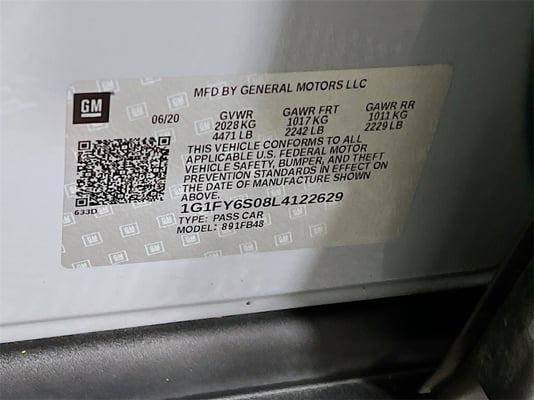 MFD BY GENERAL MOTORS LLC
GM
06/20 GVWR GAWR FRT GAWR RR
2028 KG 1017 KG 1011 KG
4471 LB 2242 LB 2229 LB
THIS VEHICLE CONFORMS TO ALL
APPLICABLE U.S. FEDERAL MOTOR
VEHICLE SAFETY, BUMPER, AND THEFT
PREVENTION STANDARDS IN EFFECT ON
THE DATE OF MANUFACTURE SHOWN
ABOVE.
633D
1G1FY6S08L4122629
TYPE: PASS CAR
MODEL: 891FB48